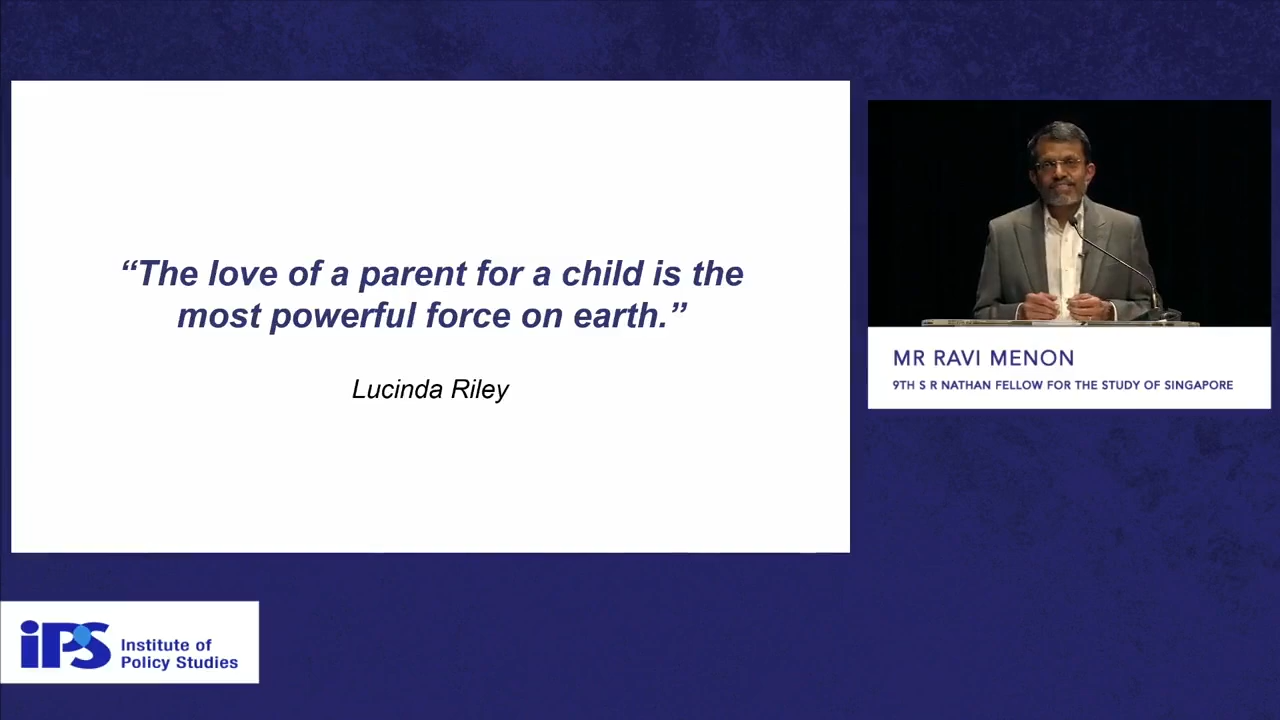 “The love of a parent for a child is the
most powerful force on earth.”
Lucinda Riley
MR RAVI MENON
9TH S R NATHAN FELLOW FOR THE STUDY OF SINGAPORE
iPS Institute of
Policy Studies